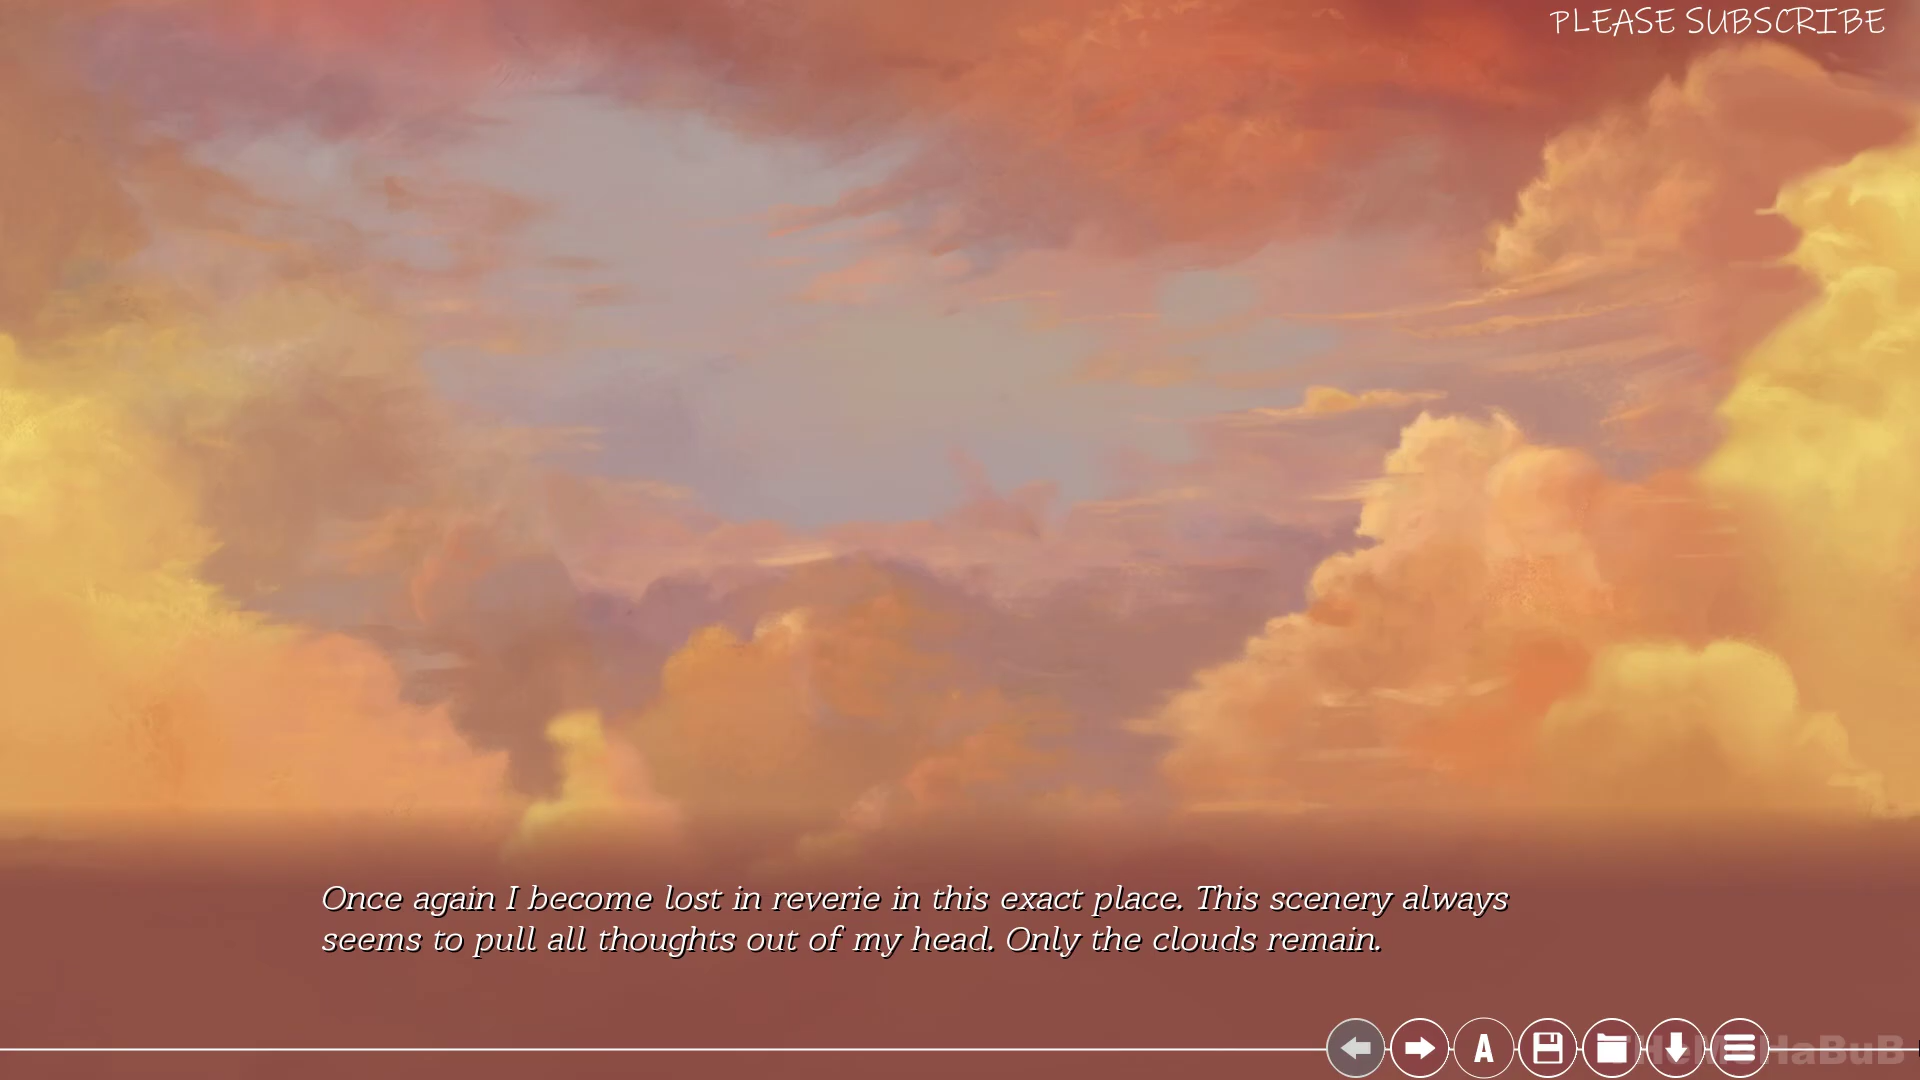 PLEASE SUBSCRIBE
Once again I become lost in reverie in this exact place. This scenery always
seems to pull all thoughts out of my head. Only the clouds remain.
A